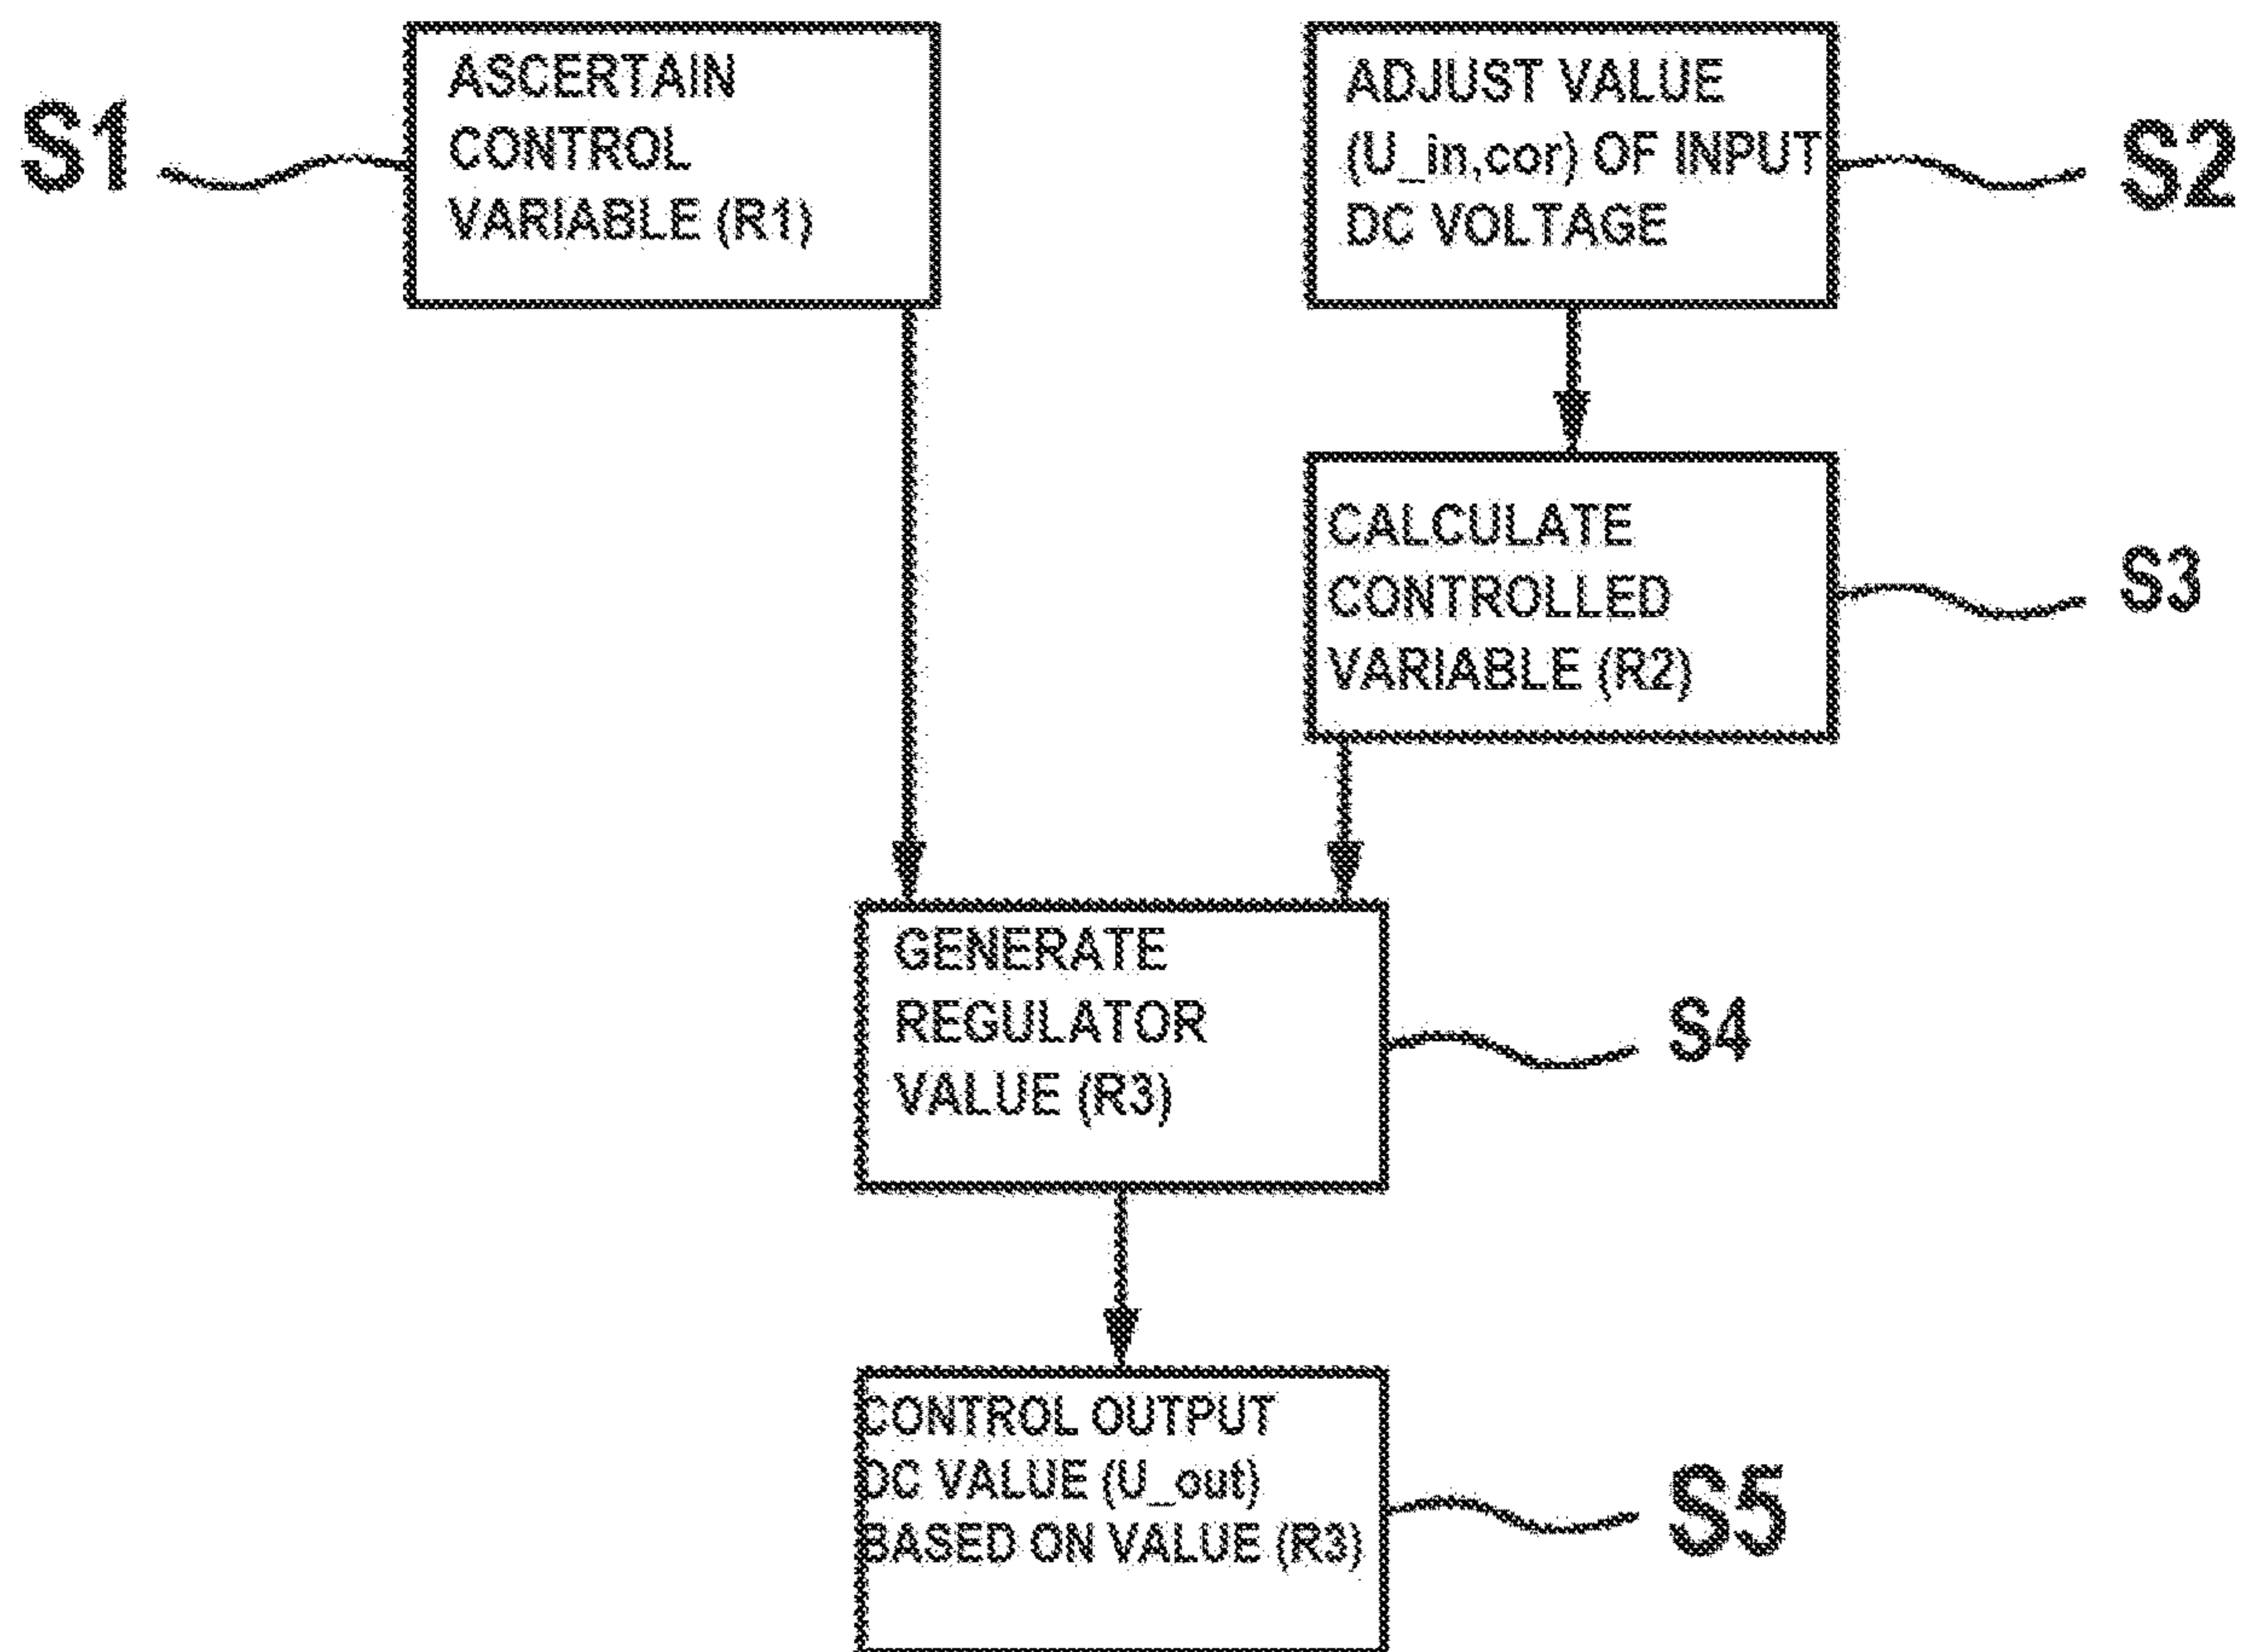 S1
ASCERTAIN
CONTROL
VARIABLE (R1)
ADJUST VALUE
(U_in,cor) OF INPUT
DC VOLTAGE
S2
CALCULATE
CONTROLLED
VARIABLE (R2)
S3
GENERATE
REGULATOR
VALUE (R3)
S4
CONTROL OUTPUT
DC VALUE (U_out)
BASED ON VALUE (R3)
S5